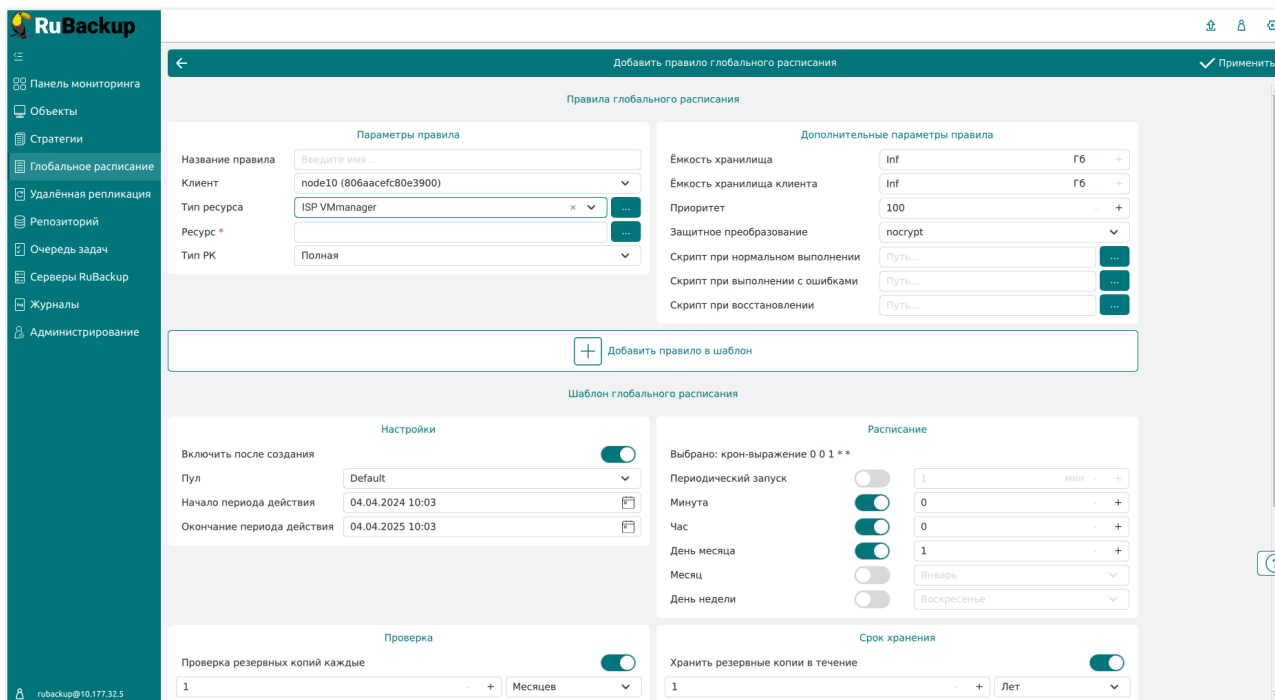 RuBackup
Добавить правило глобального расписания
Применить
Панель мониторинга
Объекты
Стратегии
Глобальное расписание
Удалённая репликация
Репозиторий
Очередь задач
Серверы RuBackup
Журналы
Администрирование
rubackup@10.177.32.5
Правила глобального расписания
Параметры правила
Название правила Введите имя ..
Клиент node10 (806aacefc80e3900)
Тип ресурса ISP VMmanager × ...
Ресурс * ...
Тип РК Полная
Дополнительные параметры правила
Ёмкость хранилища Inf Гб - +
Ёмкость хранилища клиента Inf Гб - +
Приоритет 100 - +
Защитное преобразование nocrypt
Скрипт при нормальном выполнении Путь... ...
Скрипт при выполнении с ошибками Путь... ...
Скрипт при восстановлении Путь... ...
Добавить правило в шаблон
Шаблон глобального расписания
Настройки
Включить после создания
Пул Default
Начало периода действия 04.04.2024 10:03
Окончание периода действия 04.04.2025 10:03
Расписание
Выбрано: крон-выражение 0 0 1 * *
Периодический запуск 1 мин - +
Минута 0 - +
Час 0 - +
День месяца 1 - +
Месяц Январь
День недели Воскресенье
Проверка
Проверка резервных копий каждые
1 - + Месяцев
Срок хранения
Хранить резервные копии в течение
1 - + Лет